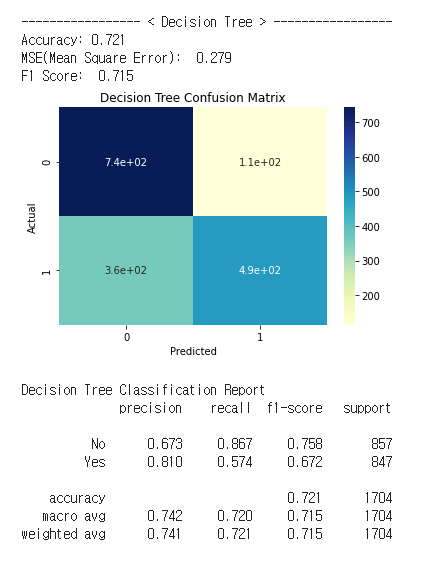 ----------------- < Decision Tree > -----------------
Accuracy: 0.721
MSE(Mean Square Error):  0.279
F1 Score:  0.715
Decision Tree Confusion Matrix
700
600
500
400
300
200
Actual
0
7.4e+02 1.1e+02
1
3.6e+02 4.9e+02
0 1
Predicted
Decision Tree Classification Report
precision recall f1-score support
No 0.673 0.867 0.758 857
Yes 0.810 0.574 0.672 847
accuracy 0.721 1704
macro avg 0.742 0.720 0.715 1704
weighted avg 0.741 0.721 0.715 1704